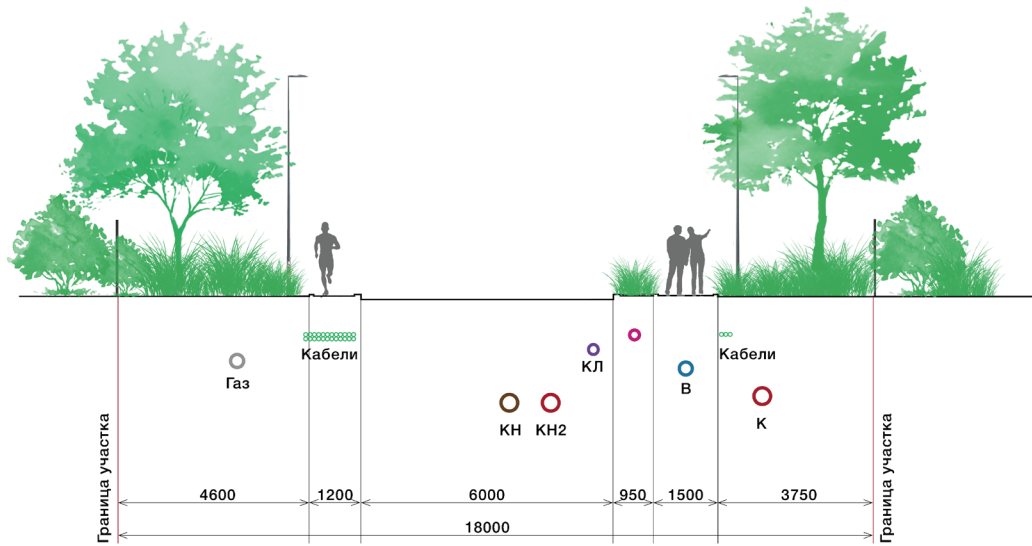 Кабели
Газ
КЛ
КН
КН2
В
Кабели
К
Граница участка
Граница участка
4600
1200
6000
950
1500
3750
18000